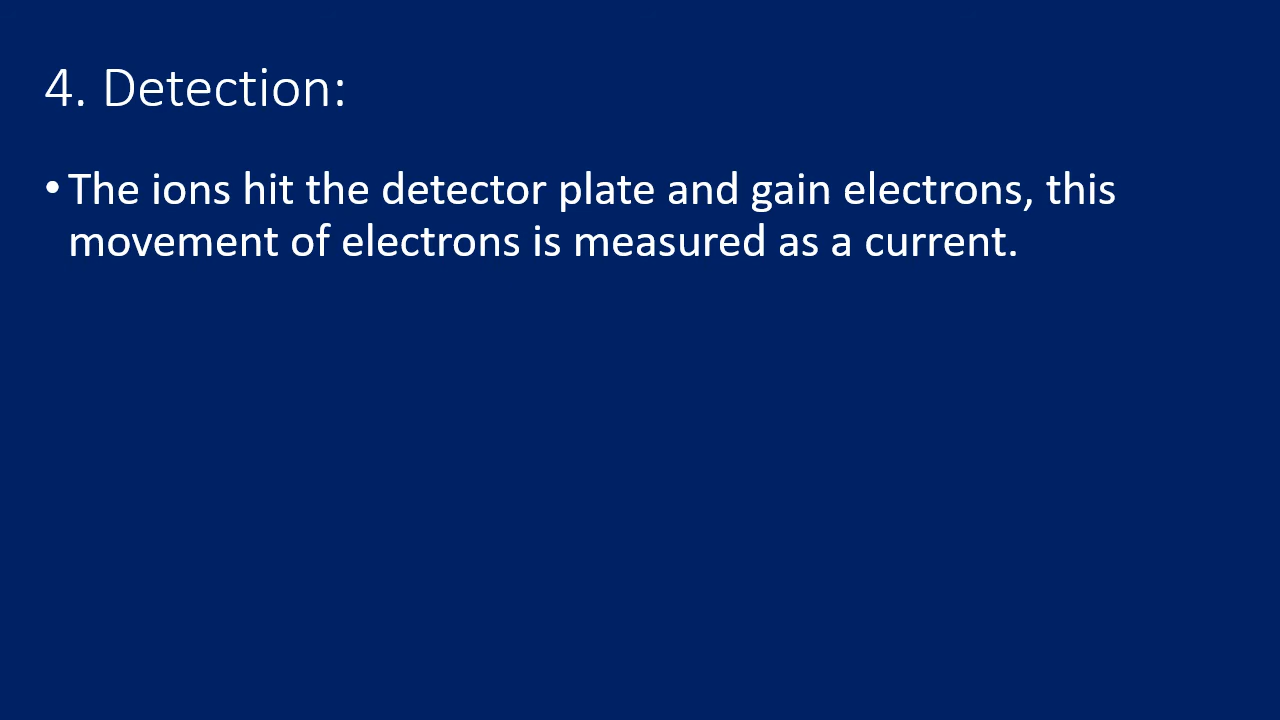 4. Detection:
• The ions hit the detector plate and gain electrons, this
movement of electrons is measured as a current.